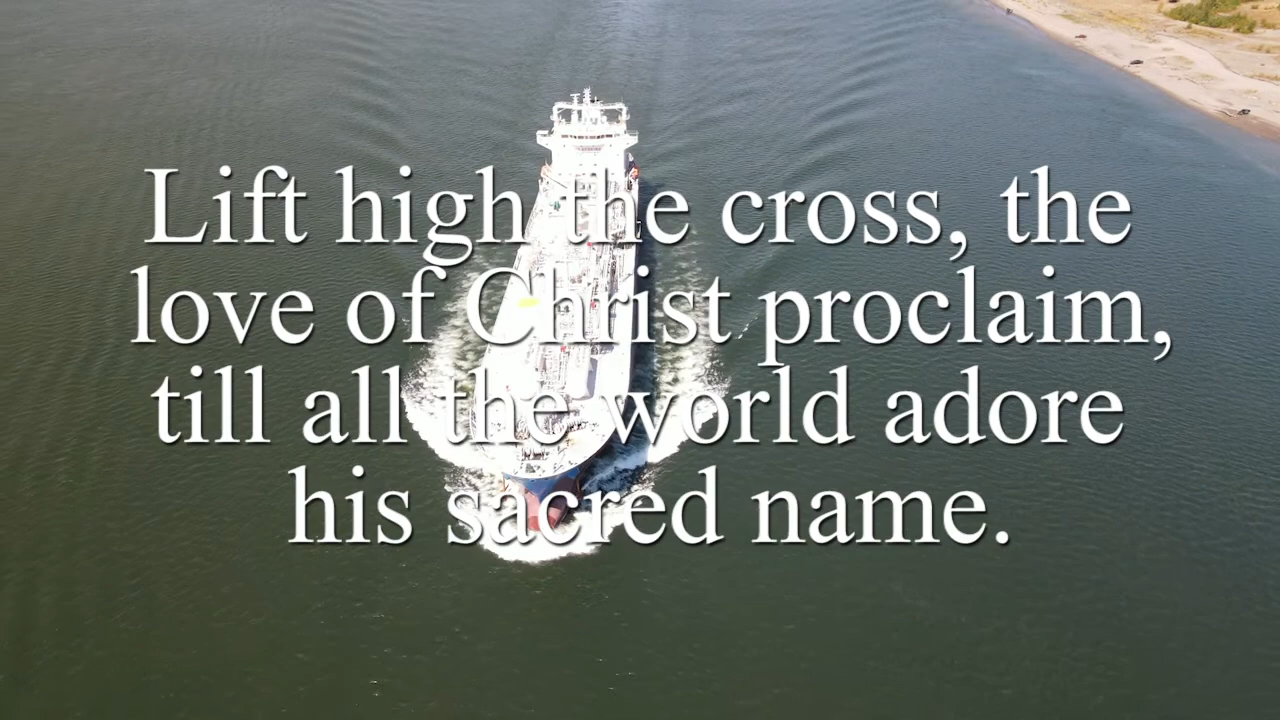 Lift high the cross, the
love of Christ proclaim,
till all the world adore
his sacred name.